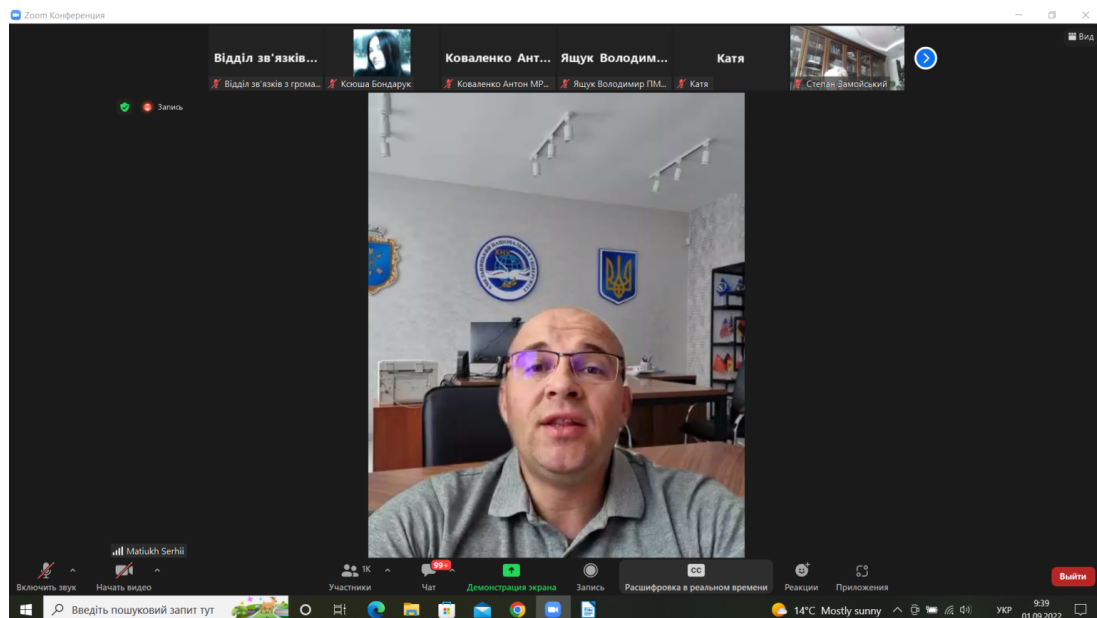 Zoom Конференция
Вид
Відділ зв'язків...
Коваленко Ант...
Ящук Володим...
Катя
Відділ зв'язків з грома...
Ксюша Бондарук
Коваленко Антон МР...
Ящук Володимир ПМ...
Катя
Степан Замойський
Запись
Matiukh Serhii
1K
99+
CC
Включить звук
Начать видео
Участники
Чат
Демонстрация экрана
Запись
Расшифровка в реальном времени
Реакции
Приложения
Выйти
Введіть пошуковий запит тут
14°C Mostly sunny
УКР
9:39
01.09.2022